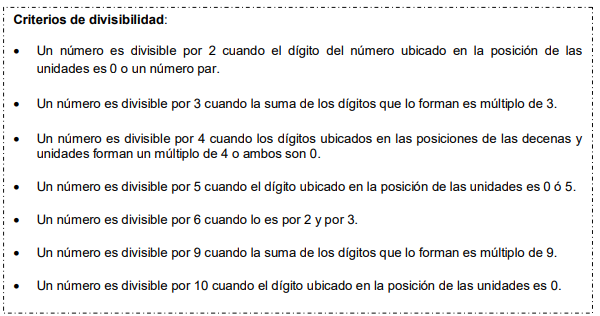 Criterios de divisibilidad:
• Un número es divisible por 2 cuando el dígito del número ubicado en la posición de las
unidades es 0 o un número par.
• Un número es divisible por 3 cuando la suma de los dígitos que lo forman es múltiplo de 3.
• Un número es divisible por 4 cuando los dígitos ubicados en las posiciones de las decenas y
unidades forman un múltiplo de 4 o ambos son 0.
• Un número es divisible por 5 cuando el dígito ubicado en la posición de las unidades es 0 ó 5.
• Un número es divisible por 6 cuando lo es por 2 y por 3.
• Un número es divisible por 9 cuando la suma de los dígitos que lo forman es múltiplo de 9.
• Un número es divisible por 10 cuando el dígito ubicado en la posición de las unidades es 0.